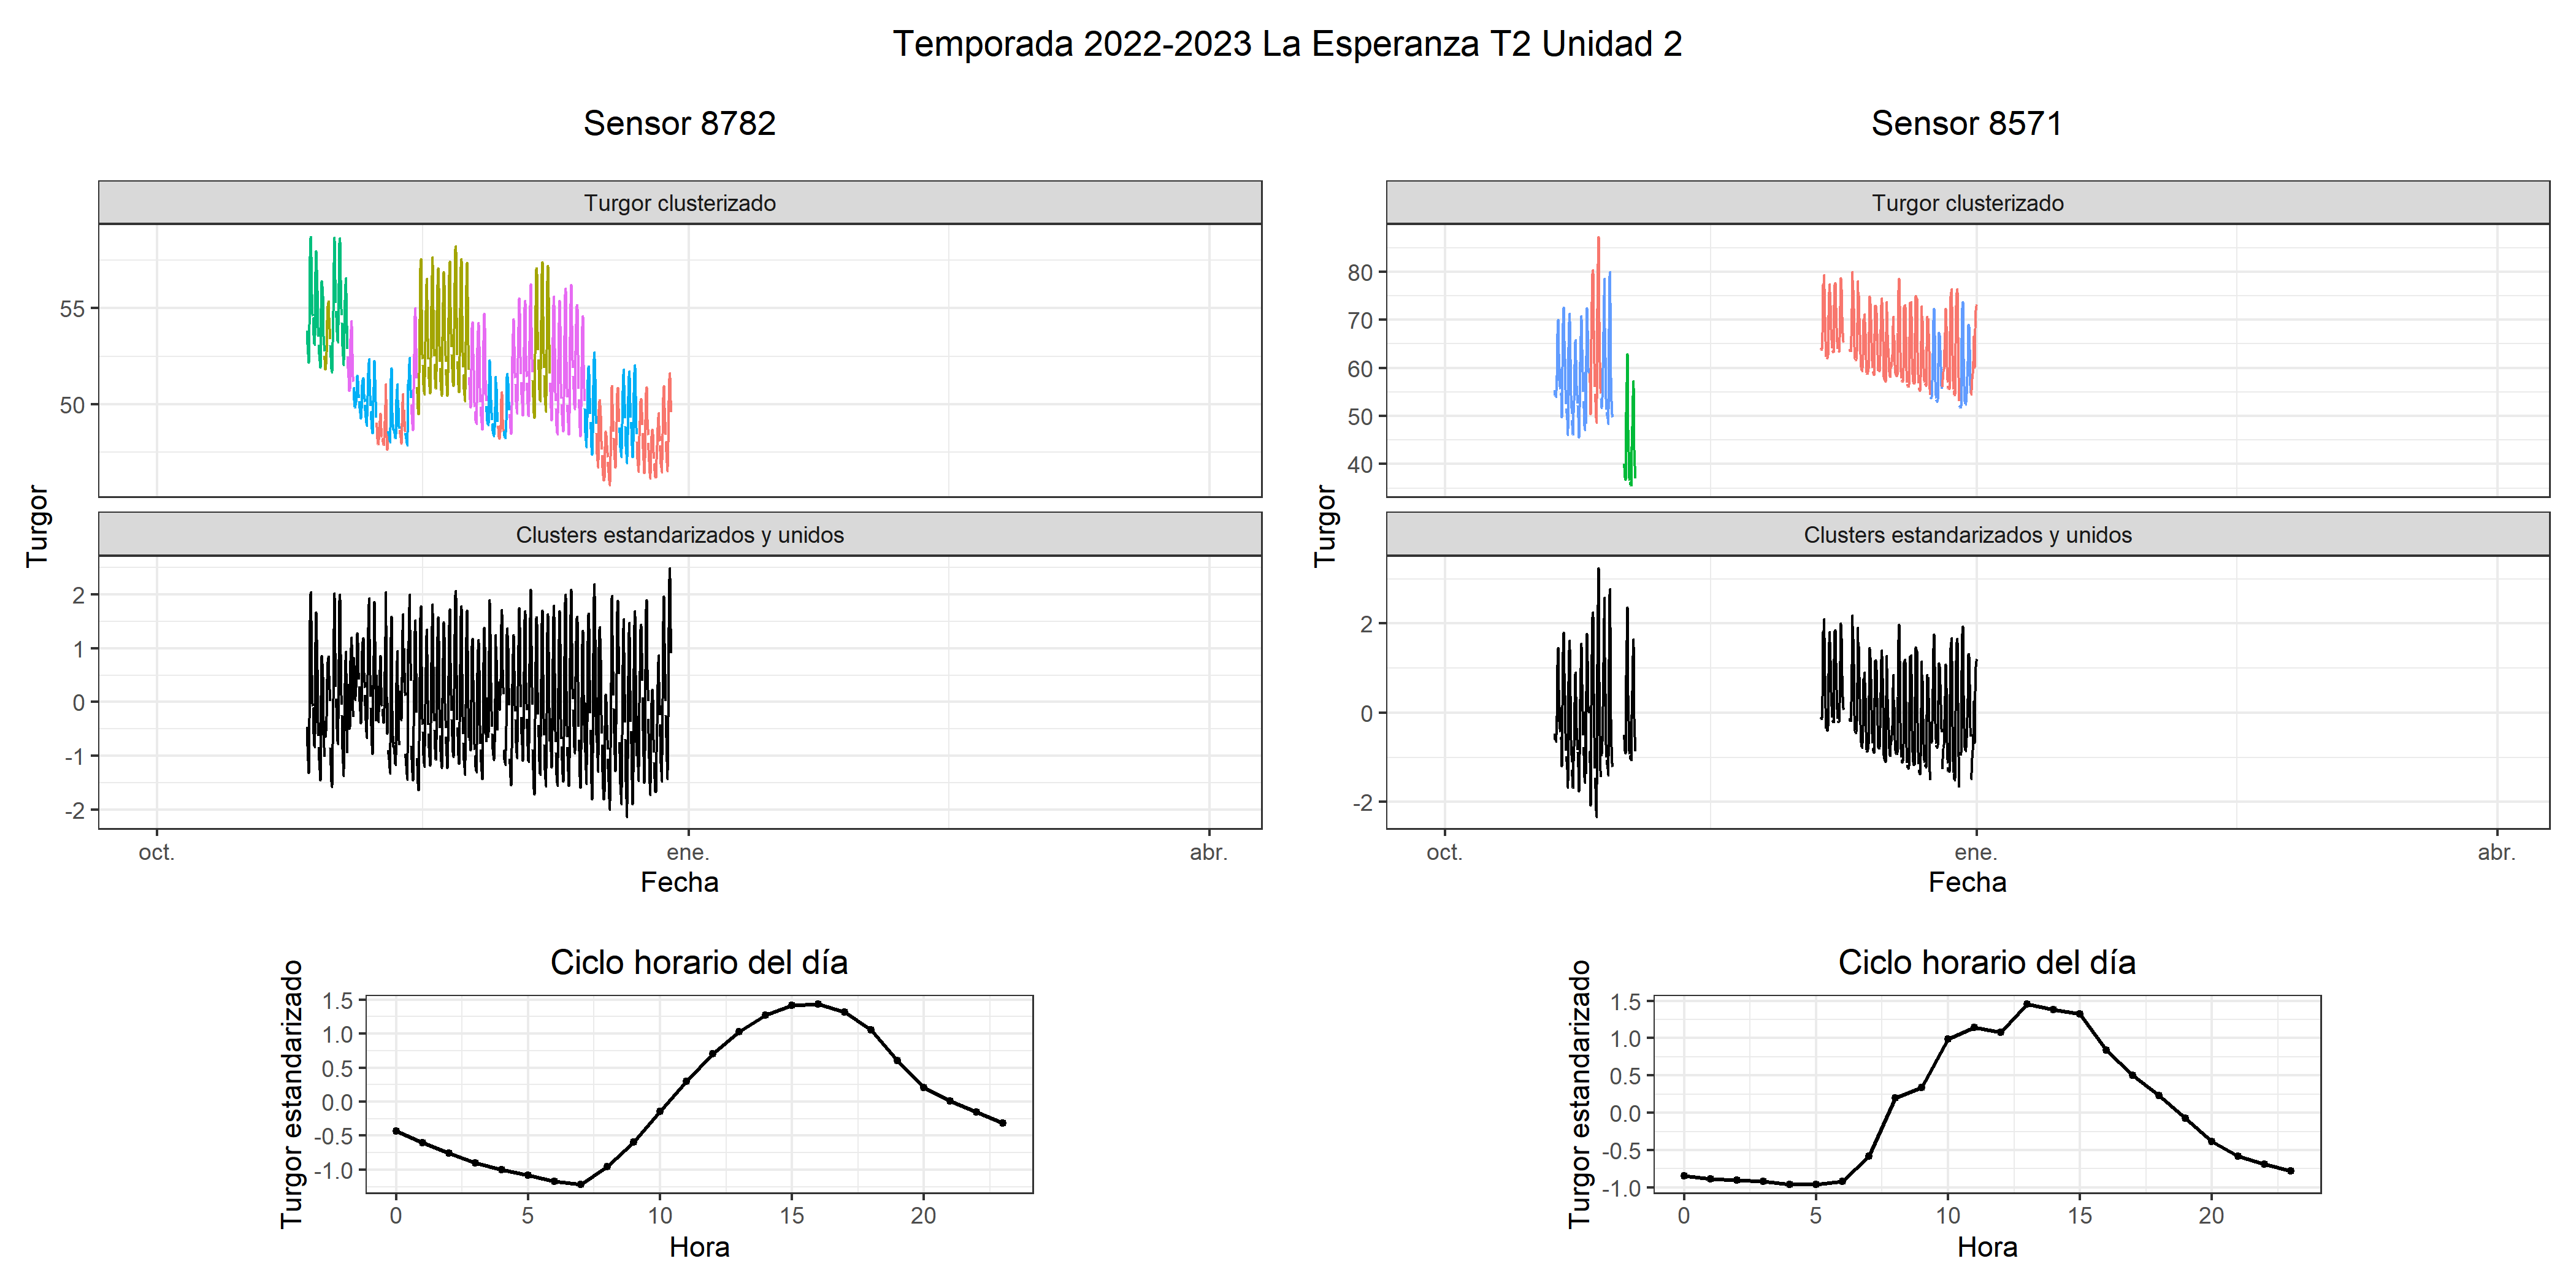 Temporada 2022-2023 La Esperanza T2 Unidad 2
Sensor 8782
Turgor clusterizado
55
50
Turgor
Clusters estandarizados y unidos
2
1
0
-1
-2
oct.
ene.
abr.
Fecha
Ciclo horario del día
Turgor estandarizado
1.5
1.0
0.5
0.0
-0.5
-1.0
0
5
10
15
20
Hora
Sensor 8571
Turgor clusterizado
80
70
60
50
40
Turgor
Clusters estandarizados y unidos
2
0
-2
oct.
ene.
abr.
Fecha
Ciclo horario del día
Turgor estandarizado
1.5
1.0
0.5
0.0
-0.5
-1.0
0
5
10
15
20
Hora